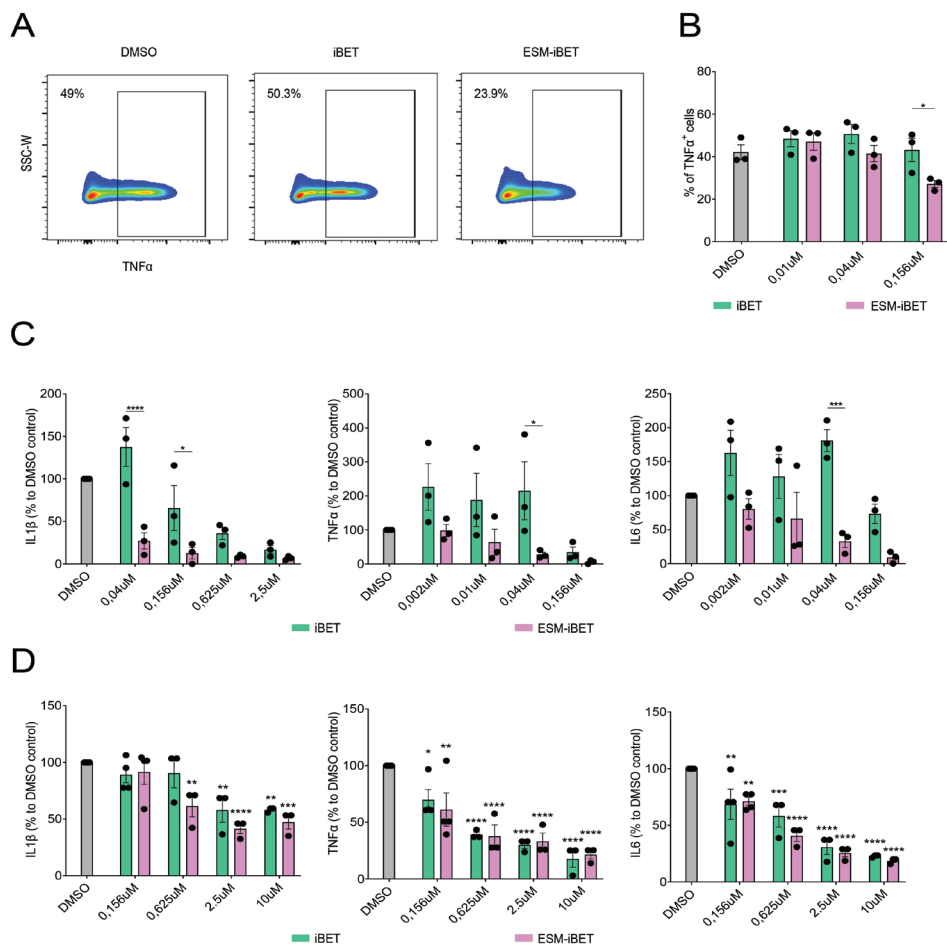 A
B
DMSO
iBET
ESM-iBET
49%
50.3%
23.9%
SSC-W
TNFα
% of TNFα+ cells
80
60
40
20
0
*
DMSO
0,01uM
0,04uM
0,156uM
iBET
ESM-iBET
C
IL1β (% to DMSO control)
200
150
100
50
0
****
*
DMSO
0,04uM
0,156uM
0,625uM
2,5uM
TNFα (% to DMSO control)
500
400
300
200
100
0
*
DMSO
0,002uM
0,01uM
0,04uM
0,156uM
IL6 (% to DMSO control)
250
200
150
100
50
0
***
DMSO
0,002uM
0,01uM
0,04uM
0,156uM
iBET
ESM-iBET
D
IL1β (% to DMSO control)
150
100
50
0
** ** **** ** ***
DMSO
0,156uM
0,625uM
2.5uM
10uM
TNFα (% to DMSO control)
150
100
50
0
* ** **** **** **** **** **** ****
DMSO
0,156uM
0,625uM
2.5uM
10uM
IL6 (% to DMSO control)
150
100
50
0
** ** *** **** **** **** **** ****
DMSO
0,156uM
0,625uM
2.5uM
10uM
iBET
ESM-iBET